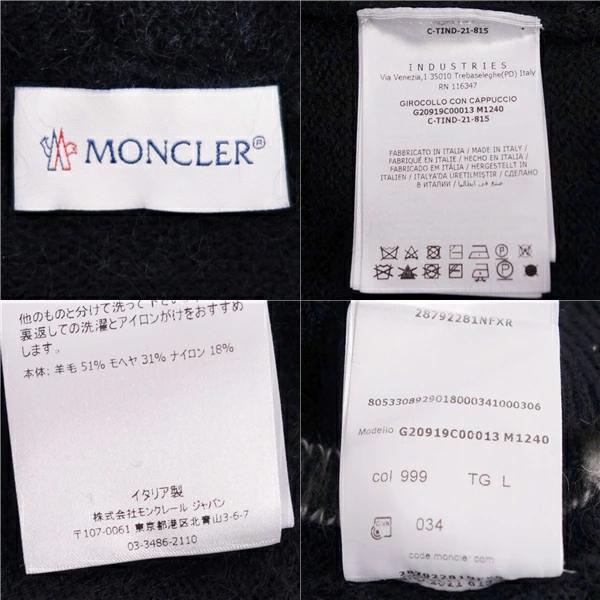 MONCLER®
C-TIND-21-815
INDUSTRIES
Via Venezia,1 35010 Trebaseleghe(PD) Italy
RN 116347
GIROCOLLO CON CAPPUCCIO
G20919C00013 M1240
C-TIND-21-815
FABBRICATO IN ITALIA / MADE IN ITALY /
FABRIQUÉ EN ITALIE / HECHO EN ITALIA /
FABRICADO EM ITÁLIA / HERGESTELLT IN
ITALIEN / ITALYA'DA ÜRETILMIŞTIR / СДЕЛАНО
В ИТАЛИИ / صنع في ايطاليا
他のものと分けて洗って下さい。
裏返しての洗濯とアイロンがけをおすすめ
します。
本体: 羊毛 51% モヘヤ 31% ナイロン 18%
イタリア製
株式会社モンクレール ジャパン
〒107-0061 東京都港区北青山3-6-7
03-3486-2110
28792281NFXR
8053308929018000341000306
Modello G20919C00013 M1240
col 999 TG L
034
code.moncler.com